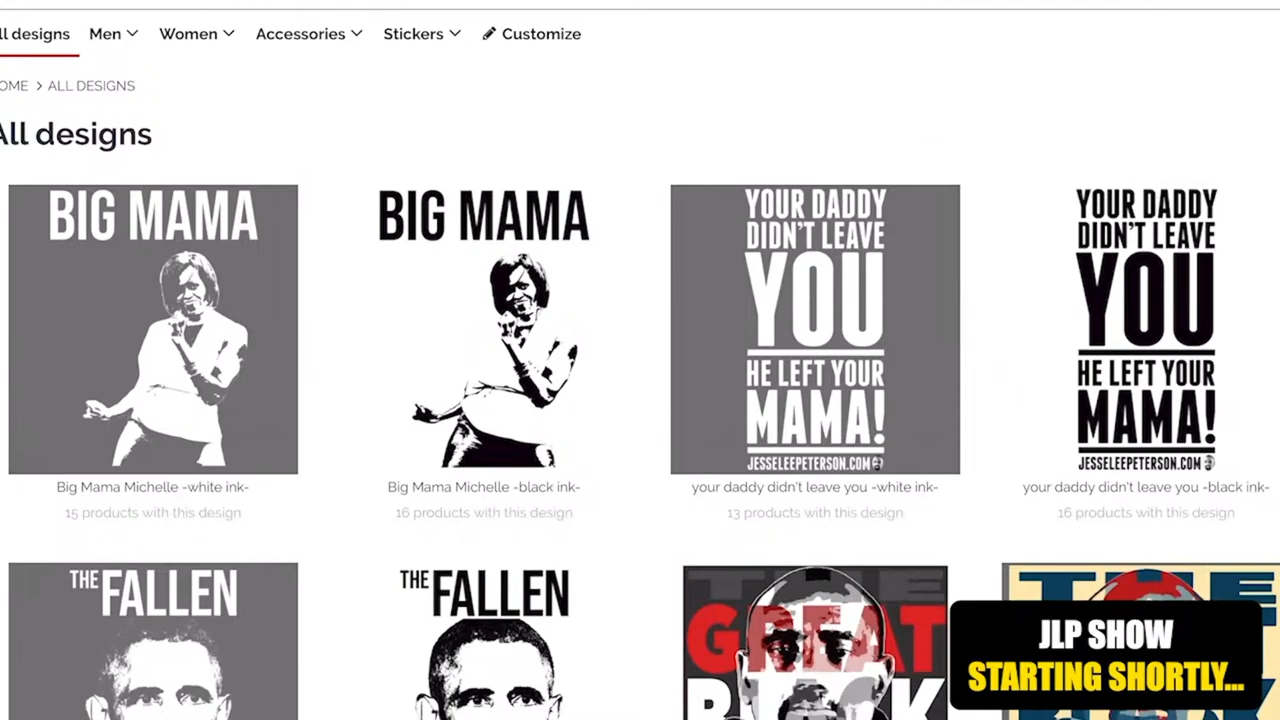 ll designs Men Women Accessories Stickers Customize
OME > ALL DESIGNS
All designs
BIG MAMA
BIG MAMA
YOUR DADDY
DIDN'T LEAVE
YOU
HE LEFT YOUR
MAMA!
JESSELEEPETERSON.COM
YOUR DADDY
DIDN'T LEAVE
YOU
HE LEFT YOUR
MAMA!
JESSELEEPETERSON.COM
Big Mama Michelle -white ink-
15 products with this design
Big Mama Michelle -black ink-
16 products with this design
your daddy didn't leave you -white ink-
13 products with this design
your daddy didn't leave you -black ink-
16 products with this design
THE FALLEN
THE FALLEN
THE
GREAT
THE
JLP SHOW
STARTING SHORTLY...